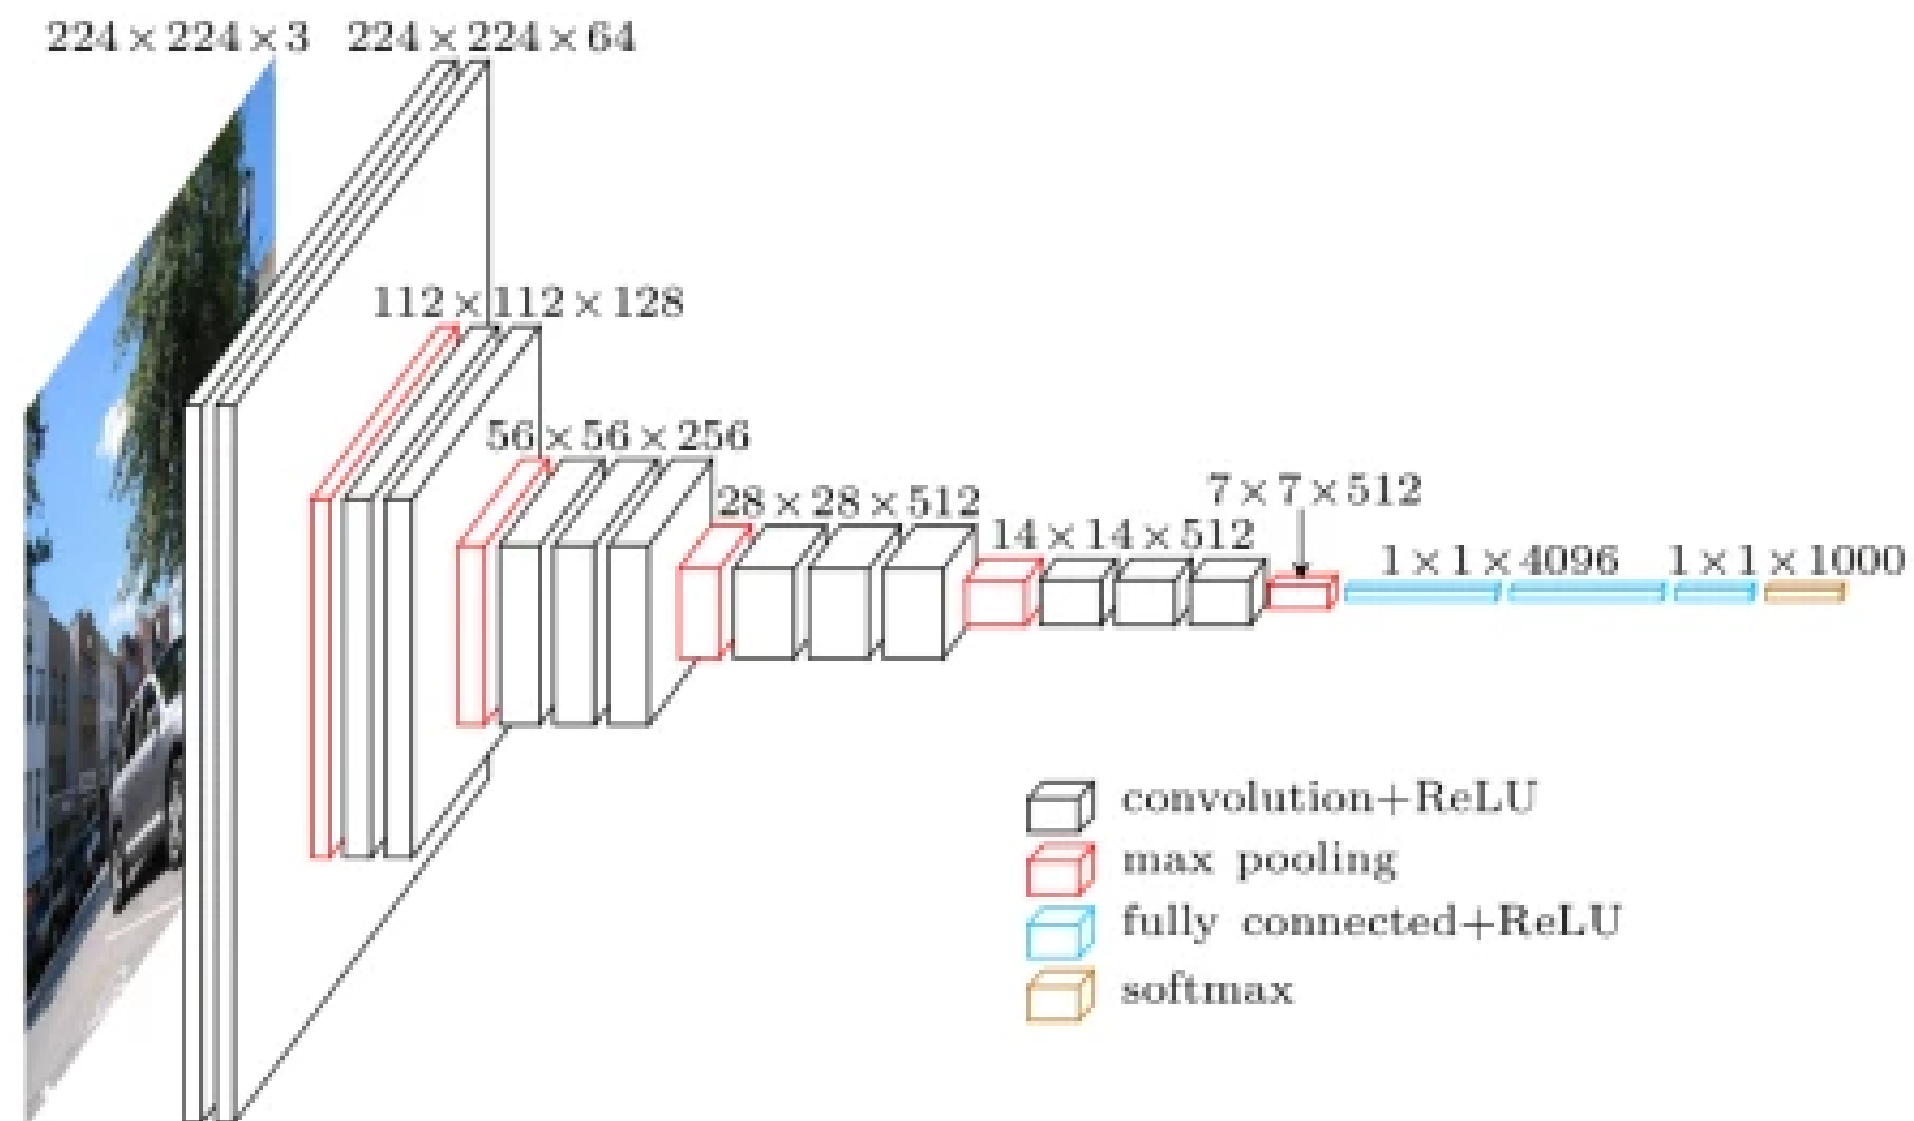 224 × 224 × 3
224 × 224 × 64
112 × 112 × 128
56 × 56 × 256
28 × 28 × 512
14 × 14 × 512
7 × 7 × 512
1 × 1 × 4096
1 × 1 × 1000
convolution+ReLU
max pooling
fully connected+ReLU
softmax